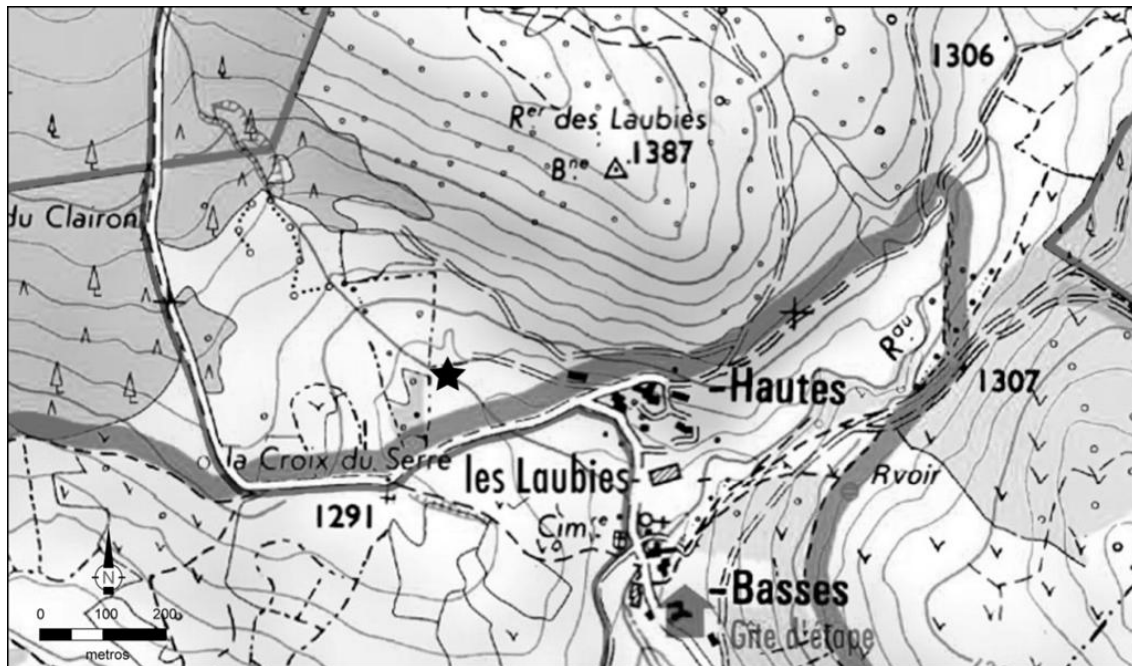 1306
Rer des Laubies
Bne .1387
du Clairon
Rau
1307
Hautes
la Croix du Serre
les Laubies
Rvoir
1291
Cimre
Basses
Gîte d'étape
N
0 100 200
metros